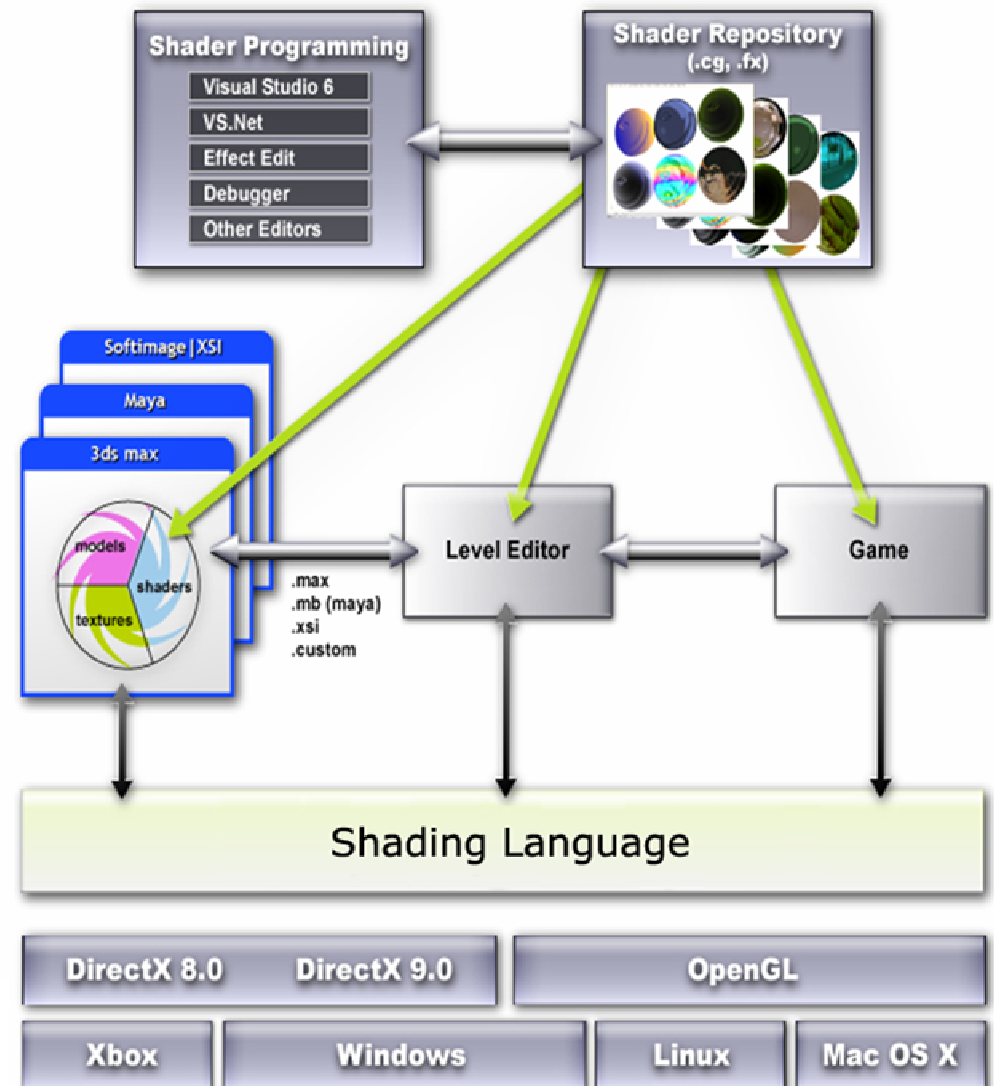 Shader Programming
Visual Studio 6
VS.Net
Effect Edit
Debugger
Other Editors
Shader Repository
(.cg, .fx)
Softimage|XSI
Maya
3ds max
models
shaders
textures
.max
.mb (maya)
.xsi
.custom
Level Editor
Game
Shading Language
DirectX 8.0 DirectX 9.0
OpenGL
Xbox
Windows
Linux
Mac OS X